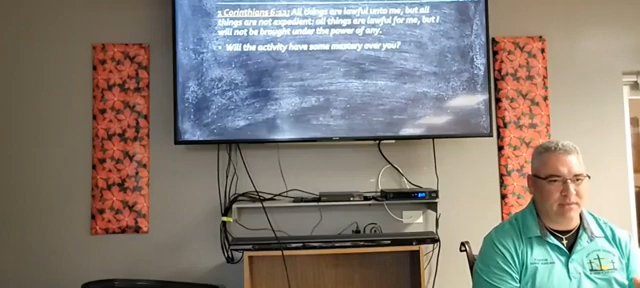 1 Corinthians 6:12; All things are lawful unto me, but all
things are not expedient: all things are lawful for me, but I
will not be brought under the power of any.
• Will the activity have some mastery over you?